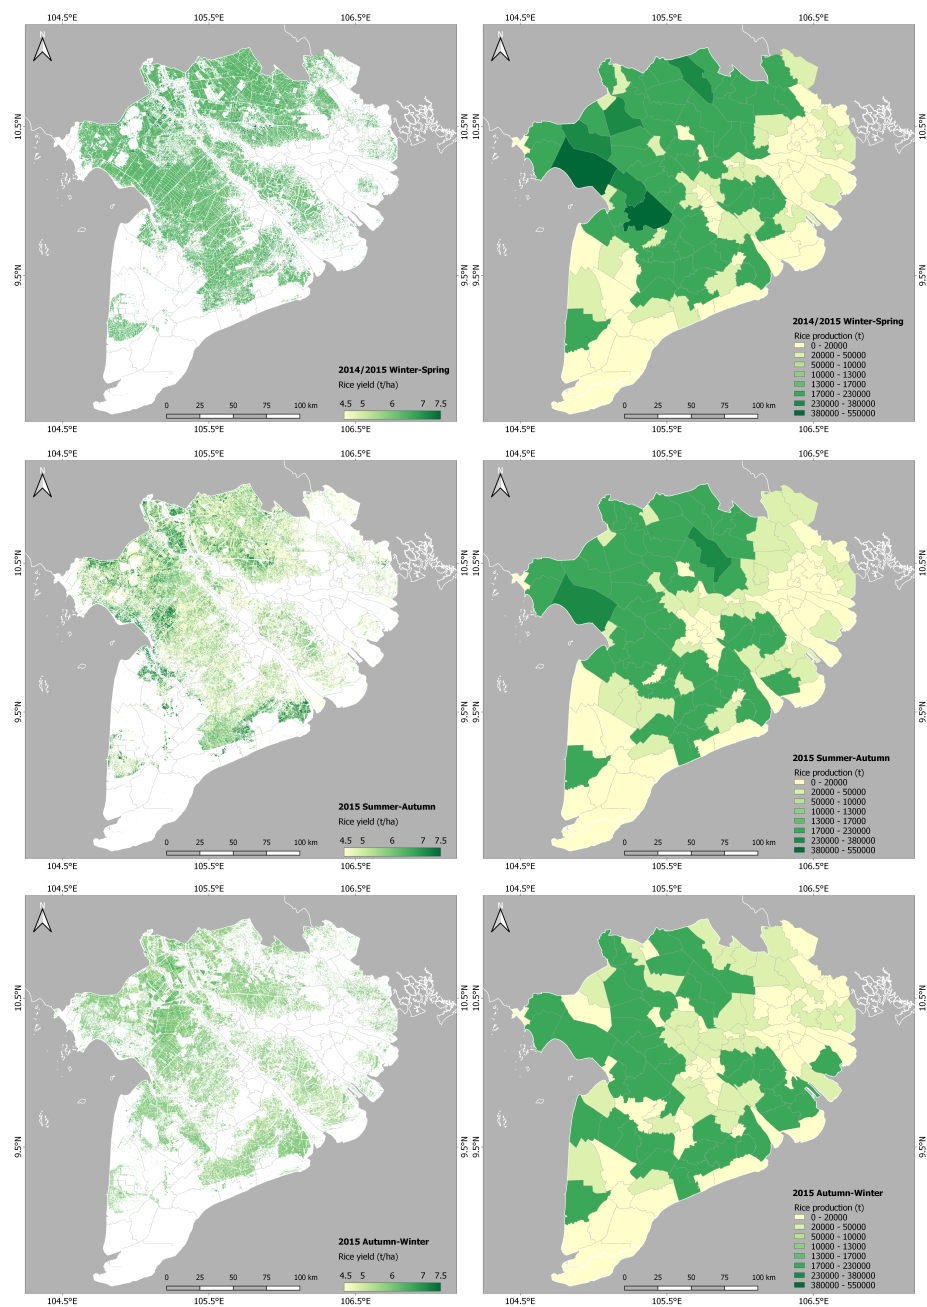 104.5°E 105.5°E 106.5°E 104.5°E 105.5°E 106.5°E
N N
10.5°N 10.5°N 10.5°N
9.5°N 9.5°N 9.5°N
2014/2015 Winter-Spring
Rice yield (t/ha)
4.5 5 6 7 7.5
0 25 50 75 100 km
2014/2015 Winter-Spring
Rice production (t)
0 - 20000
20000 - 50000
50000 - 10000
10000 - 13000
13000 - 17000
17000 - 230000
230000 - 380000
380000 - 550000
0 25 50 75 100 km
104.5°E 105.5°E 106.5°E 104.5°E 105.5°E 106.5°E
104.5°E 105.5°E 106.5°E 104.5°E 105.5°E 106.5°E
N N
10.5°N 10.5°N 10.5°N
9.5°N 9.5°N 9.5°N
2015 Summer-Autumn
Rice yield (t/ha)
4.5 5 6 7 7.5
0 25 50 75 100 km
2015 Summer-Autumn
Rice production (t)
0 - 20000
20000 - 50000
50000 - 10000
10000 - 13000
13000 - 17000
17000 - 230000
230000 - 380000
380000 - 550000
0 25 50 75 100 km
104.5°E 105.5°E 106.5°E 104.5°E 105.5°E 106.5°E
104.5°E 105.5°E 106.5°E 104.5°E 105.5°E 106.5°E
N N
10.5°N 10.5°N 10.5°N
9.5°N 9.5°N 9.5°N
2015 Autumn-Winter
Rice yield (t/ha)
4.5 5 6 7 7.5
0 25 50 75 100 km
2015 Autumn-Winter
Rice production (t)
0 - 20000
20000 - 50000
50000 - 10000
10000 - 13000
13000 - 17000
17000 - 230000
230000 - 380000
380000 - 550000
0 25 50 75 100 km
104.5°E 105.5°E 106.5°E 104.5°E 105.5°E 106.5°E